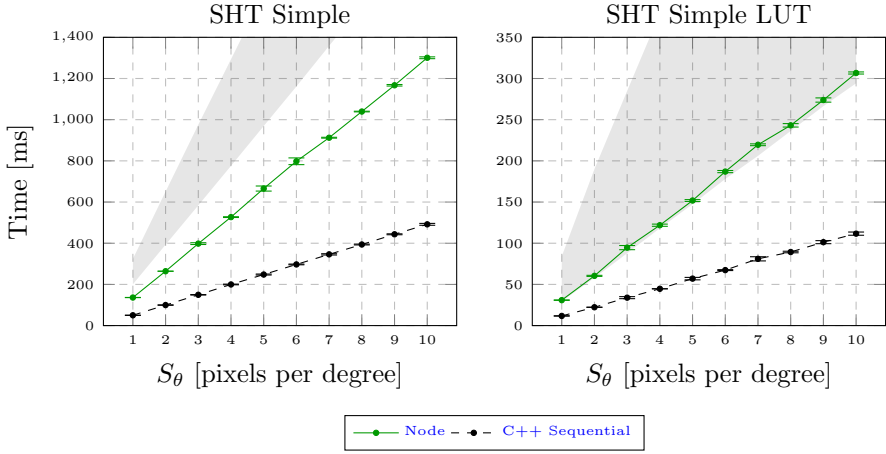 SHT Simple
1,400
1,200
1,000
800
600
400
200
0
Time [ms]
1 2 3 4 5 6 7 8 9 10
S_θ [pixels per degree]
SHT Simple LUT
350
300
250
200
150
100
50
0
1 2 3 4 5 6 7 8 9 10
S_θ [pixels per degree]
Node C++ Sequential